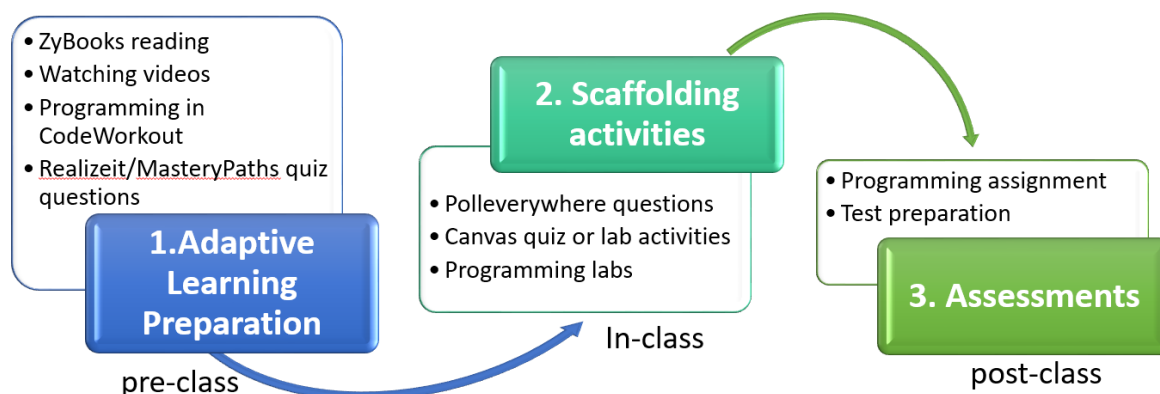 • ZyBooks reading
• Watching videos
• Programming in
CodeWorkout
• Realizeit/MasteryPaths quiz
questions
1.Adaptive
Learning
Preparation
pre-class
2. Scaffolding
activities
• Polleverywhere questions
• Canvas quiz or lab activities
• Programming labs
In-class
• Programming assignment
• Test preparation
3. Assessments
post-class